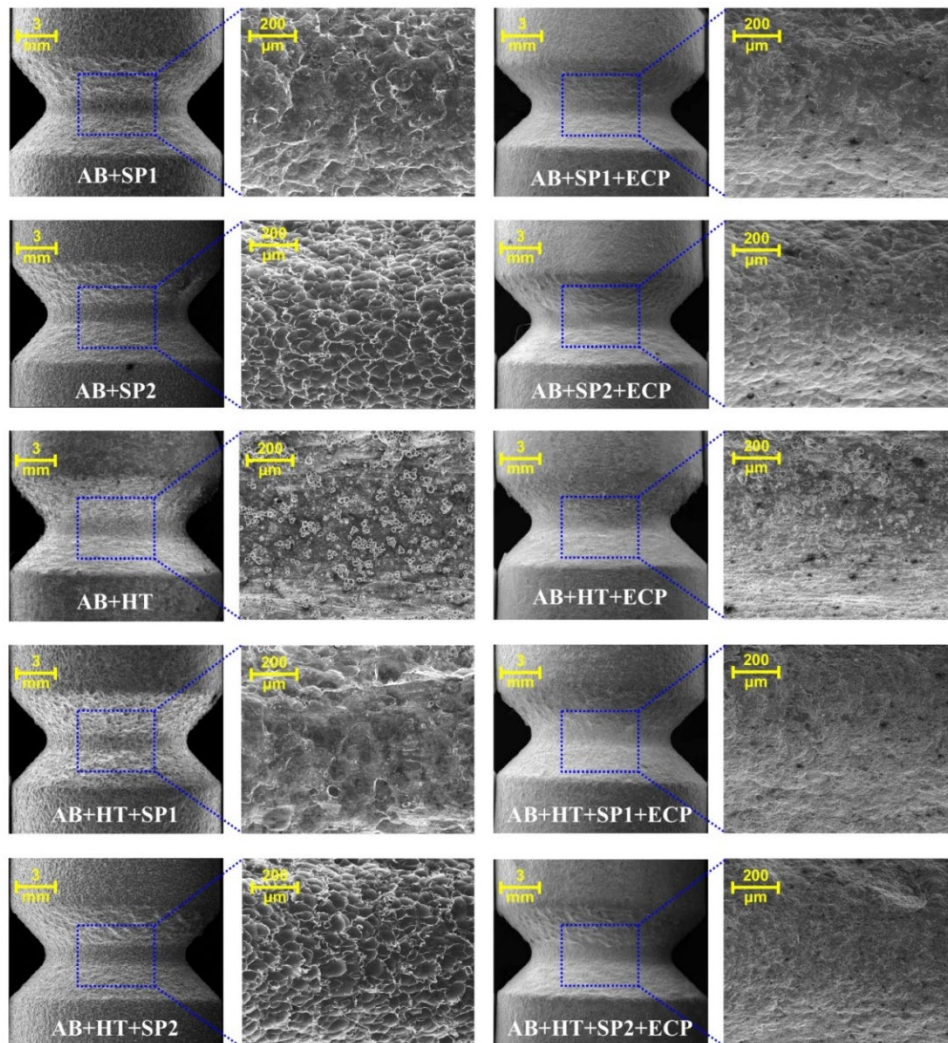 3
mm
AB+SP1
200
µm
3
mm
AB+SP1+ECP
200
µm
3
mm
AB+SP2
200
µm
3
mm
AB+SP2+ECP
200
µm
3
mm
AB+HT
200
µm
3
mm
AB+HT+ECP
200
µm
3
mm
AB+HT+SP1
200
µm
3
mm
AB+HT+SP1+ECP
200
µm
3
mm
AB+HT+SP2
200
µm
3
mm
AB+HT+SP2+ECP
200
µm